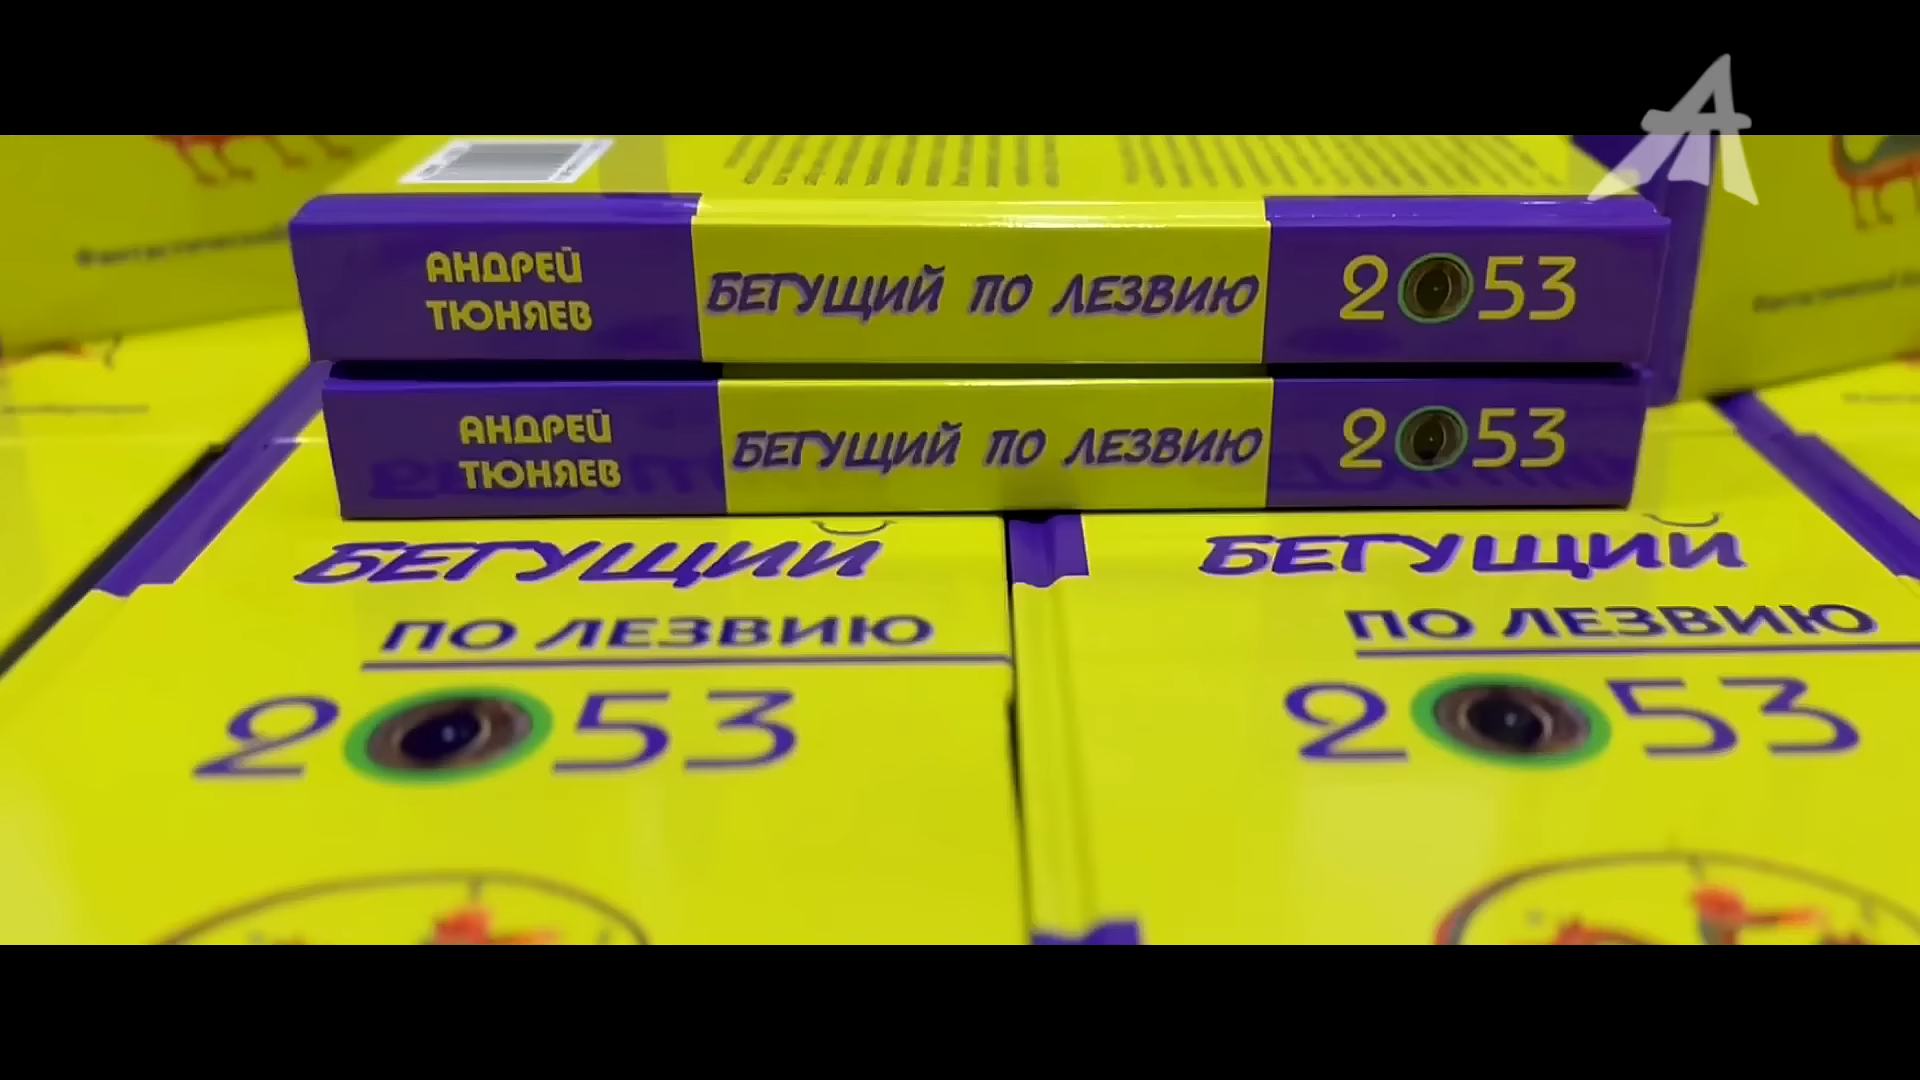 АНДРЕЙ
ТЮНЯЕВ
БЕГУЩИЙ ПО ЛЕЗВИЮ
2053
АНДРЕЙ
ТЮНЯЕВ
БЕГУЩИЙ ПО ЛЕЗВИЮ
2053
БЕГУЩИЙ
ПО ЛЕЗВИЮ
2053
БЕГУЩИЙ
ПО ЛЕЗВИЮ
2053